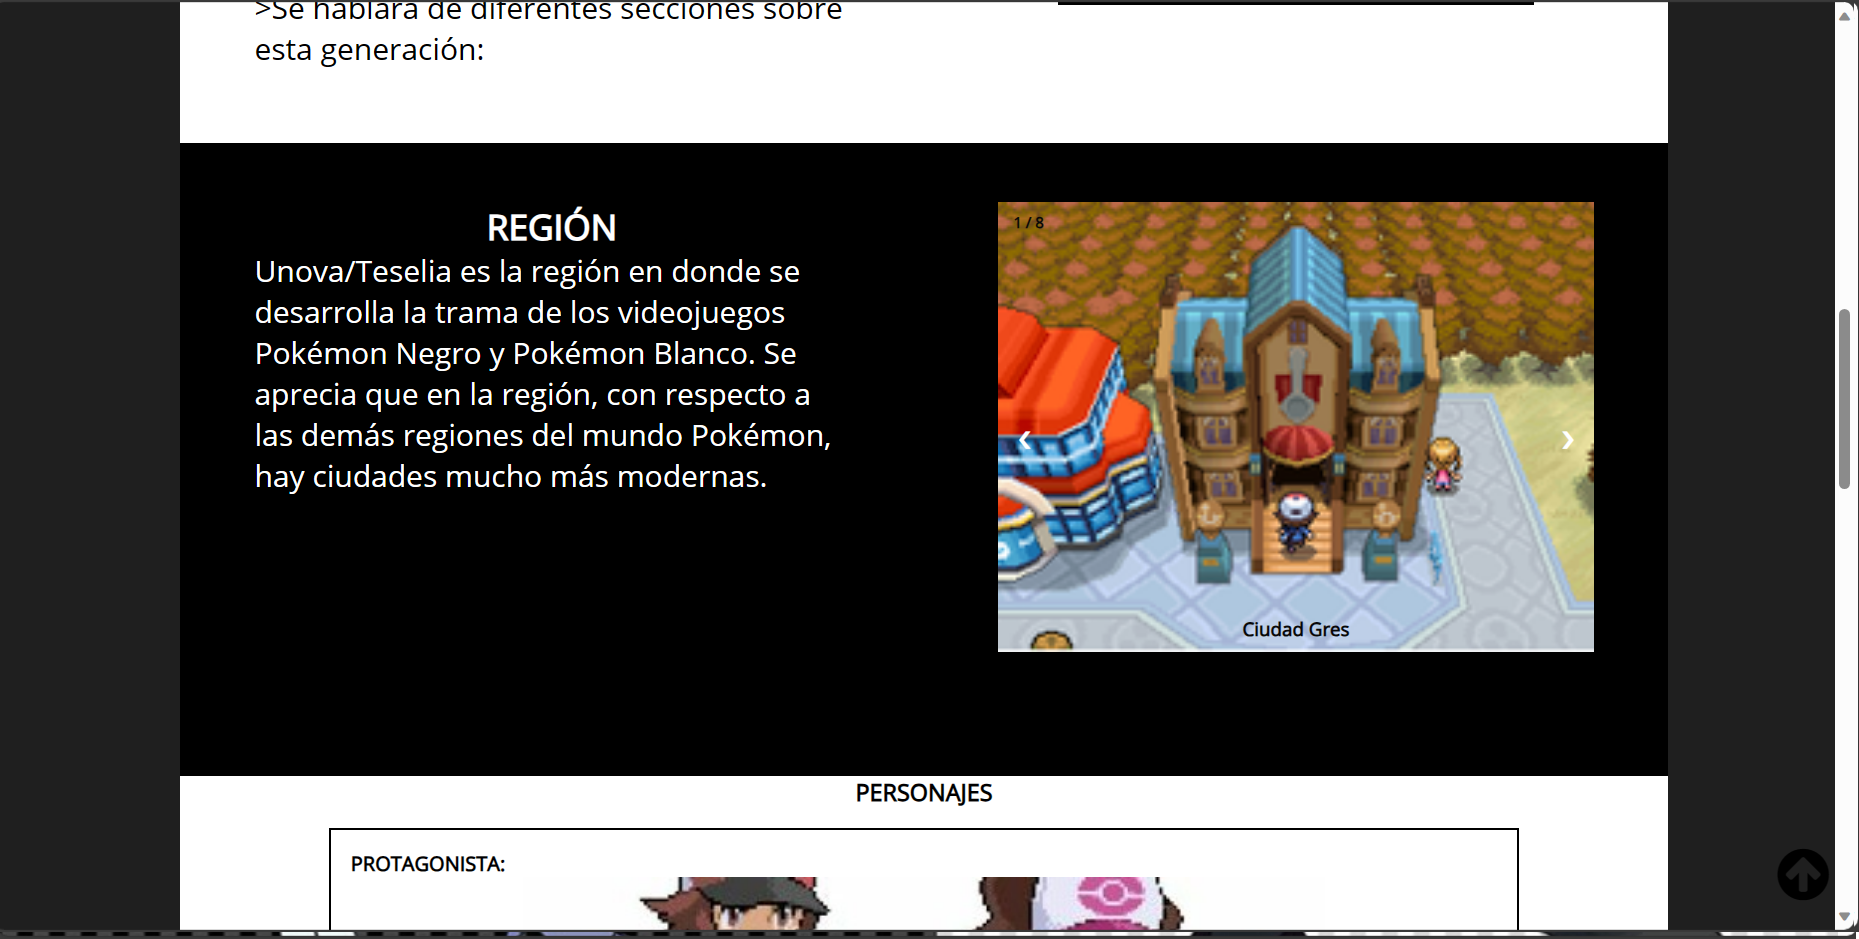 >Se hablará de diferentes secciones sobre
esta generación:
REGIÓN
Unova/Teselia es la región en donde se
desarrolla la trama de los videojuegos
Pokémon Negro y Pokémon Blanco. Se
aprecia que en la región, con respecto a
las demás regiones del mundo Pokémon,
hay ciudades mucho más modernas.
1 / 8
Ciudad Gres
PERSONAJES
PROTAGONISTA: